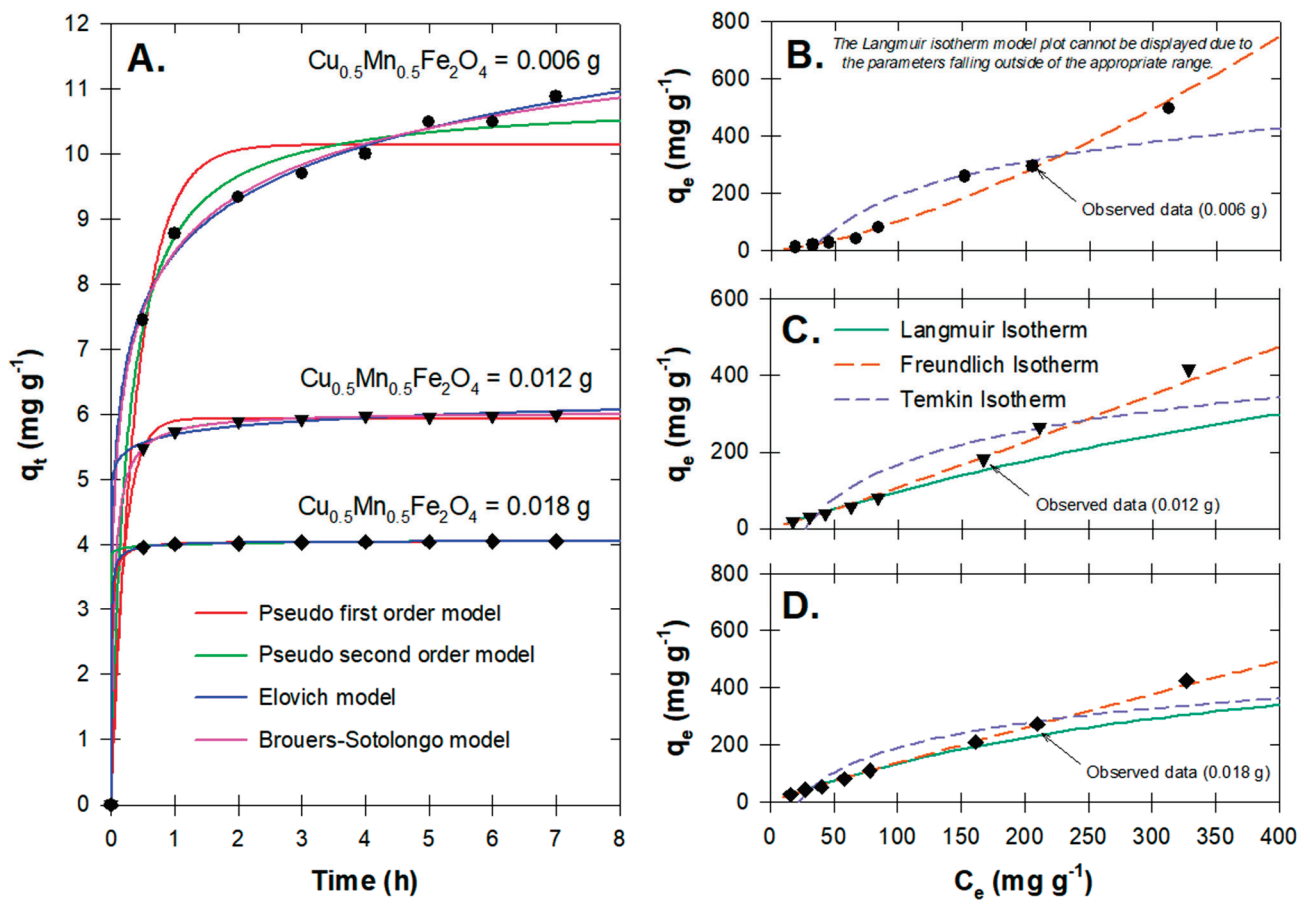 A.
Cu0.5Mn0.5Fe2O4 = 0.006 g
Cu0.5Mn0.5Fe2O4 = 0.012 g
Cu0.5Mn0.5Fe2O4 = 0.018 g
Pseudo first order model
Pseudo second order model
Elovich model
Brouers-Sotolongo model
qt (mg g-1)
12
11
10
9
8
7
6
5
4
3
2
1
0
0 1 2 3 4 5 6 7 8
Time (h)
B.
The Langmuir isotherm model plot cannot be displayed due to
the parameters falling outside of the appropriate range.
Observed data (0.006 g)
qe (mg g-1)
800
600
400
200
0
C.
Langmuir Isotherm
Freundlich Isotherm
Temkin Isotherm
Observed data (0.012 g)
qe (mg g-1)
600
400
200
0
D.
Observed data (0.018 g)
qe (mg g-1)
800
600
400
200
0
0 50 100 150 200 250 300 350 400
Ce (mg g-1)